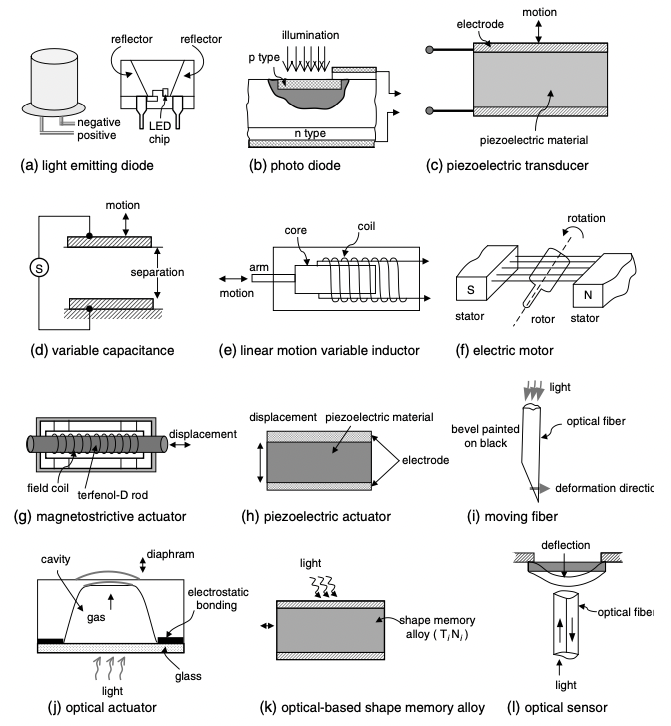 reflector
reflector
negative
positive
LED
chip
(a) light emitting diode
illumination
p type
n type
(b) photo diode
motion
electrode
piezoelectric material
(c) piezoelectric transducer
motion
S
separation
(d) variable capacitance
coil
core
arm
motion
(e) linear motion variable inductor
rotation
S
N
stator
rotor
stator
(f) electric motor
displacement
field coil
terfenol-D rod
(g) magnetostrictive actuator
displacement
piezoelectric material
electrode
(h) piezoelectric actuator
light
optical fiber
bevel painted
on black
deformation directio
(i) moving fiber
diaphram
cavity
electrostatic
bonding
gas
glass
light
(j) optical actuator
light
shape memory
alloy ( TiNi)
(k) optical-based shape memory alloy
deflection
optical fiber
light
(l) optical sensor